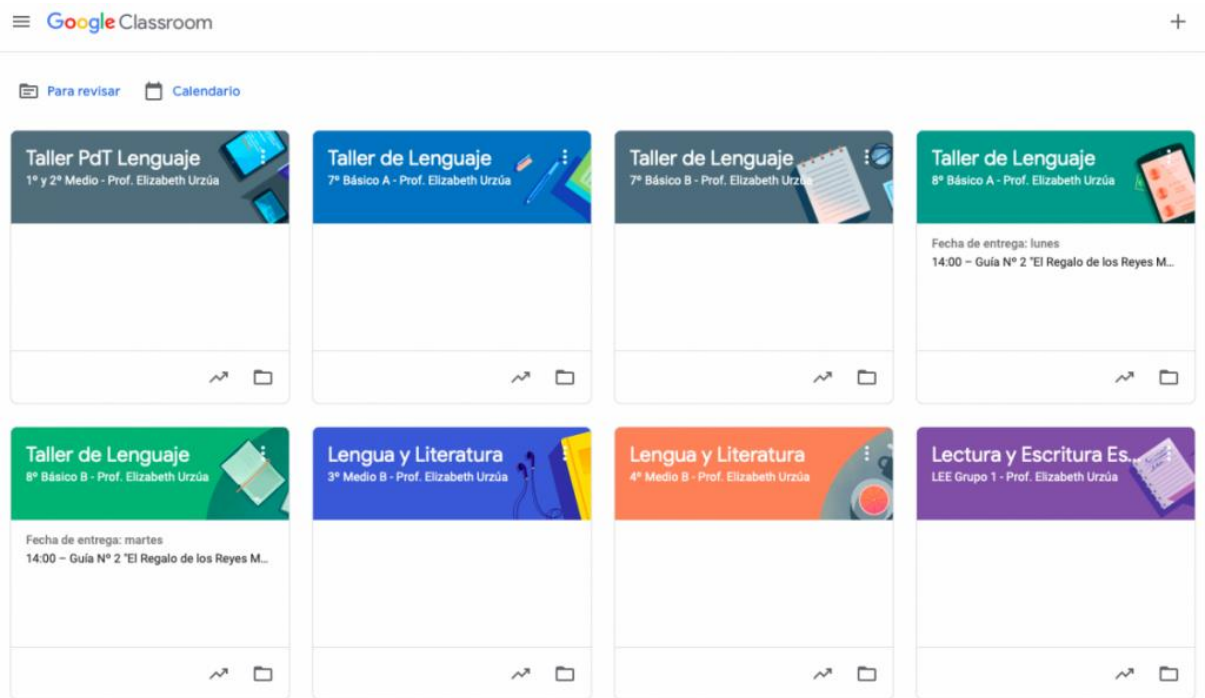 Google Classroom
Para revisar
Calendario
Taller PdT Lenguaje
1º y 2º Medio - Prof. Elizabeth Urzúa
Taller de Lenguaje
7º Básico A - Prof. Elizabeth Urzúa
Taller de Lenguaje
7º Básico B - Prof. Elizabeth Urzúa
Taller de Lenguaje
8º Básico A - Prof. Elizabeth Urzúa
Fecha de entrega: lunes
14:00 – Guía Nº 2 "El Regalo de los Reyes M...
Taller de Lenguaje
8º Básico B - Prof. Elizabeth Urzúa
Fecha de entrega: martes
14:00 – Guía Nº 2 "El Regalo de los Reyes M...
Lengua y Literatura
3º Medio B - Prof. Elizabeth Urzúa
Lengua y Literatura
4º Medio B - Prof. Elizabeth Urzúa
Lectura y Escritura Es...
LEE Grupo 1 - Prof. Elizabeth Urzúa